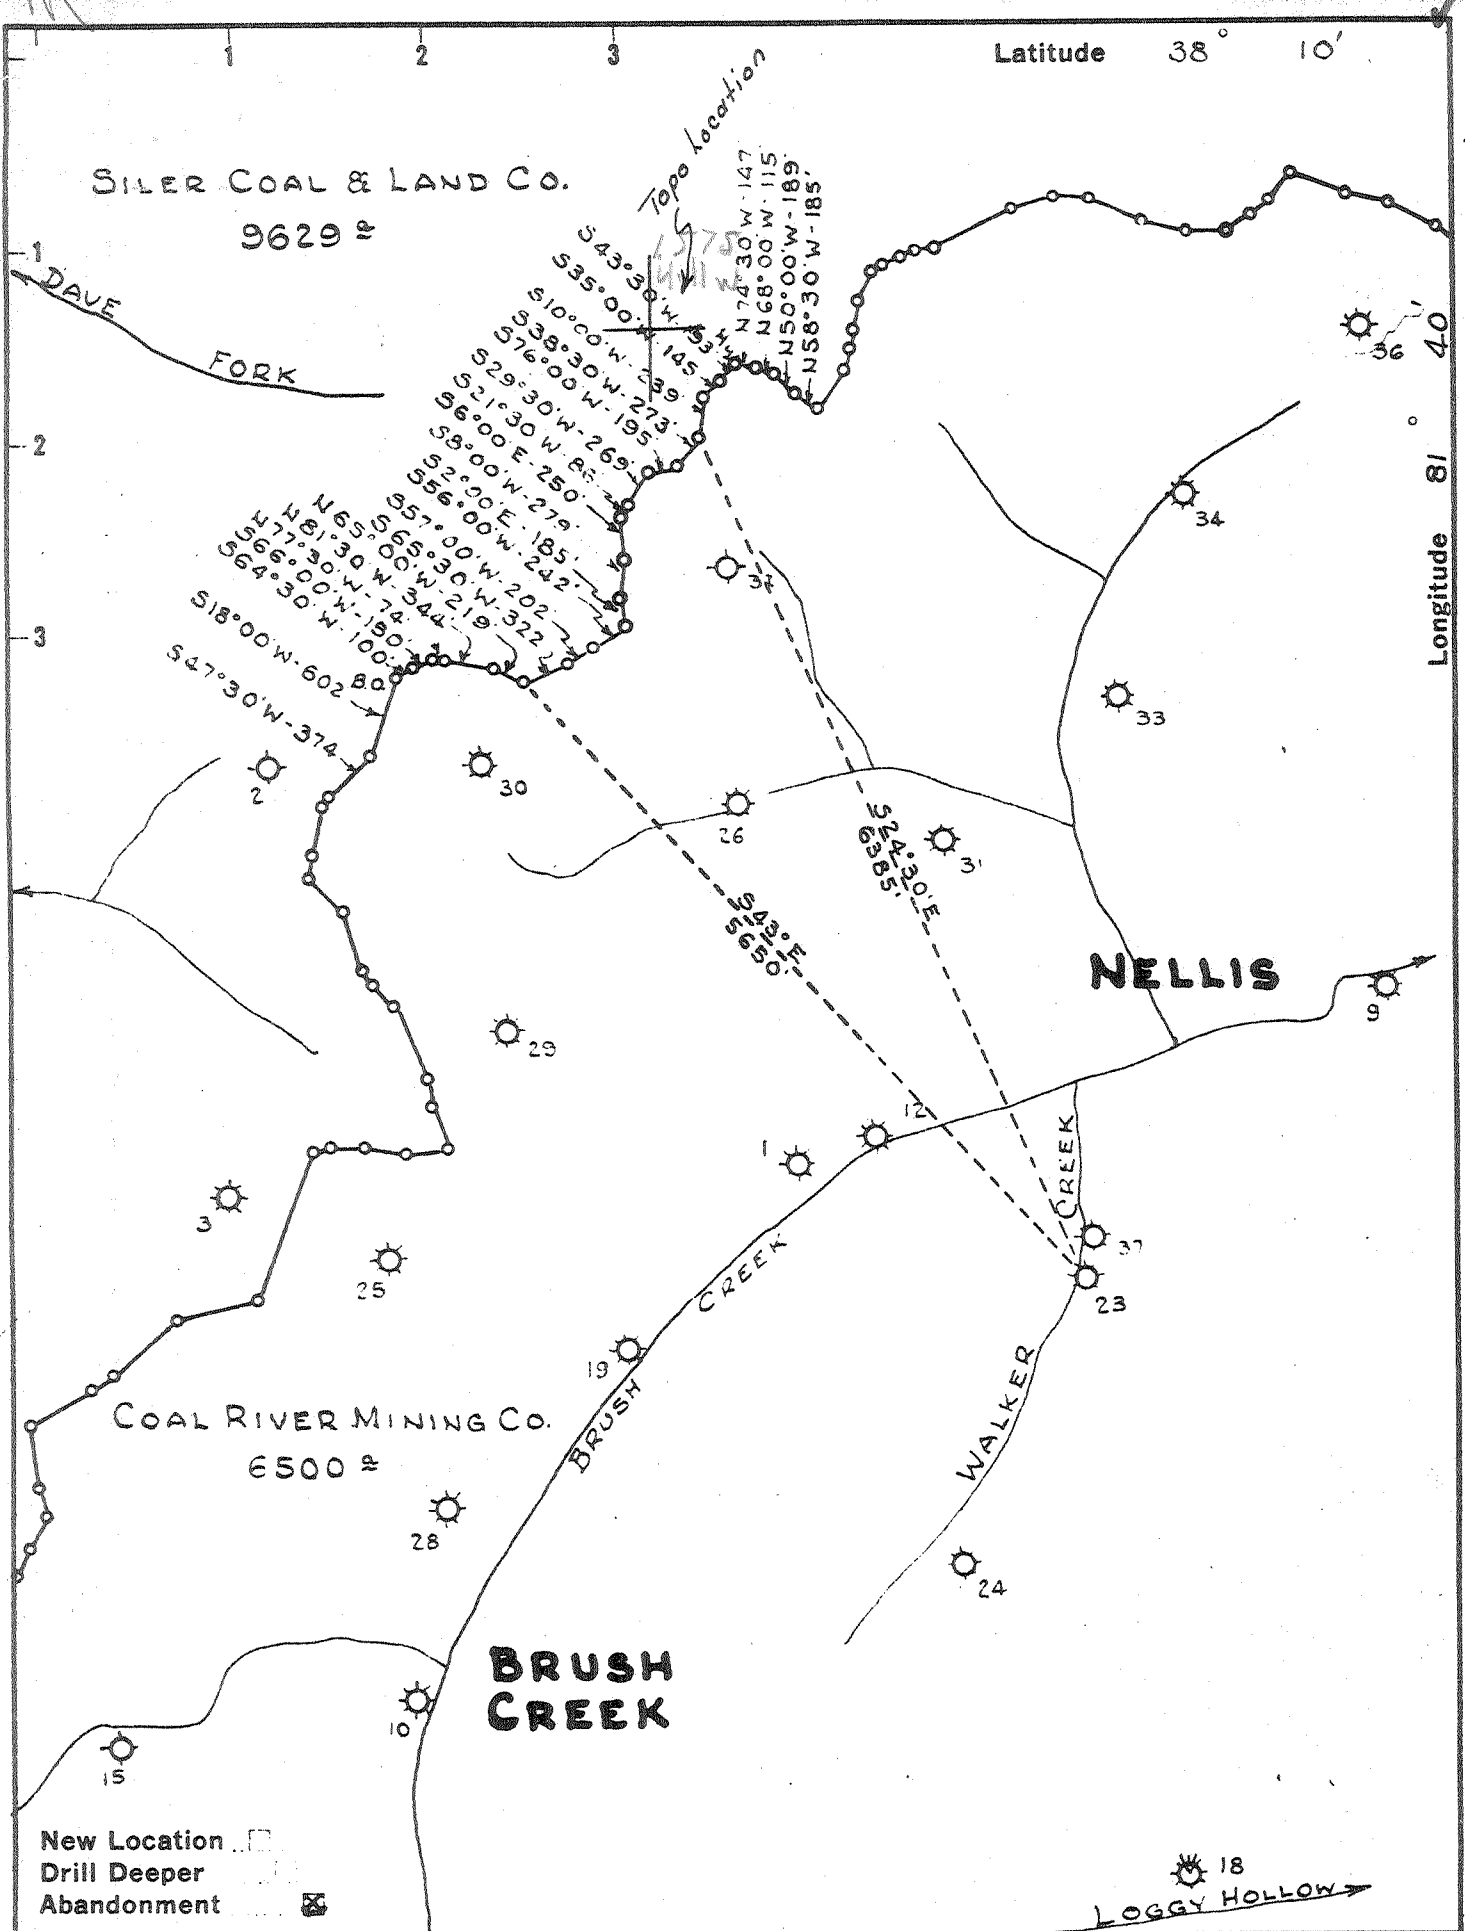 1 2 3 Latitude 38° 10'
Topo Location
SILER COAL & LAND CO.
9629 a
1
DAVE
FORK
N74°30'W-147
N68°00'W-115
N50°00'W-189'
N58°30'W-185'
S43°30'W-193
S35°00'W-145
S10°00'W-239
S38°30'W-273'
S76°00'W-195
S29°30'W-269
S21°30'W-86
S6°00'E-250'
S8°00'W-279'
S2°00'E-185'
S56°00'W-242'
S57°00'W-202
S65°30'W-322
N65°00'W-219
N81°30'W-344
N77°30'W-74
S66°00'W-130
S64°30'W-100
S18°00'W-602
S47°30'W-374
B.O.
2
3
36
Longitude 81° 40'
34
33
2
30
26
31
S24°30'E
6385'
S43°E
5650'
NELLIS
9
29
12
1
CREEK
37
23
3
25
CREEK
19
BRUSH
WALKER
COAL RIVER MINING CO.
6500 a
28
24
BRUSH
CREEK
10
15
New Location
Drill Deeper
Abandonment
18
LOGGY HOLLOW